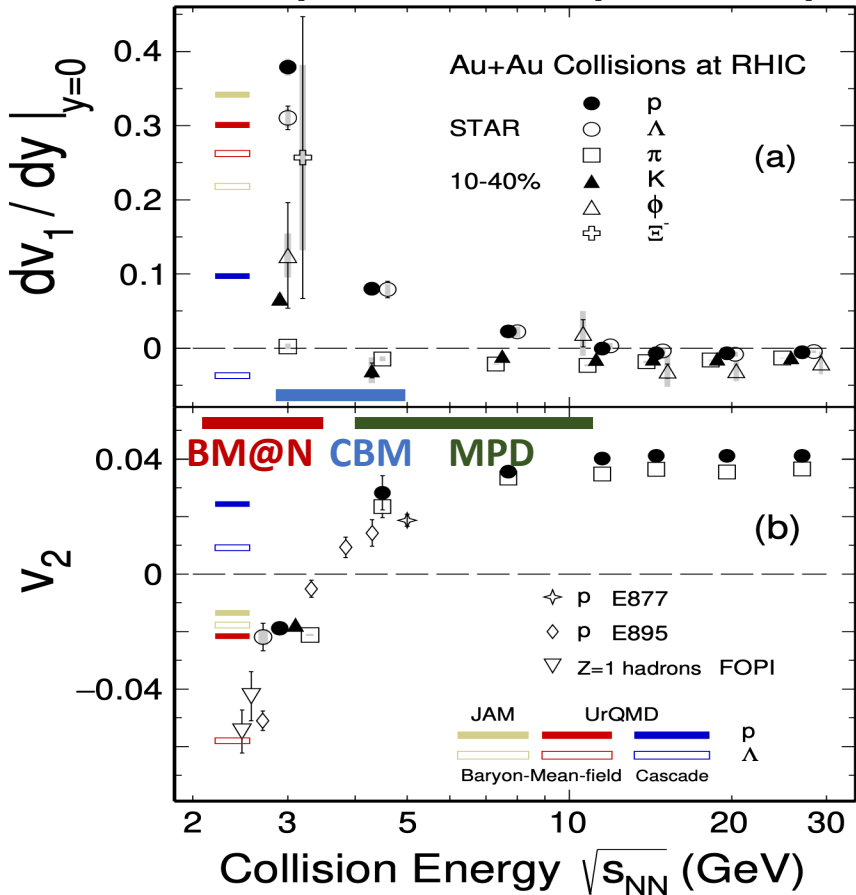 dv₁ / dy |y=0
0.4
0.3
0.2
0.1
0
Au+Au Collisions at RHIC
STAR
10-40%
p
Λ
π
K
ϕ
Ξ⁻
(a)
BM@N CBM MPD
v₂
0.04
0
−0.04
(b)
p E877
p E895
Z=1 hadrons FOPI
JAM UrQMD
p
Λ
Baryon-Mean-field Cascade
2 3 4 5 10 20 30
Collision Energy √sNN (GeV)